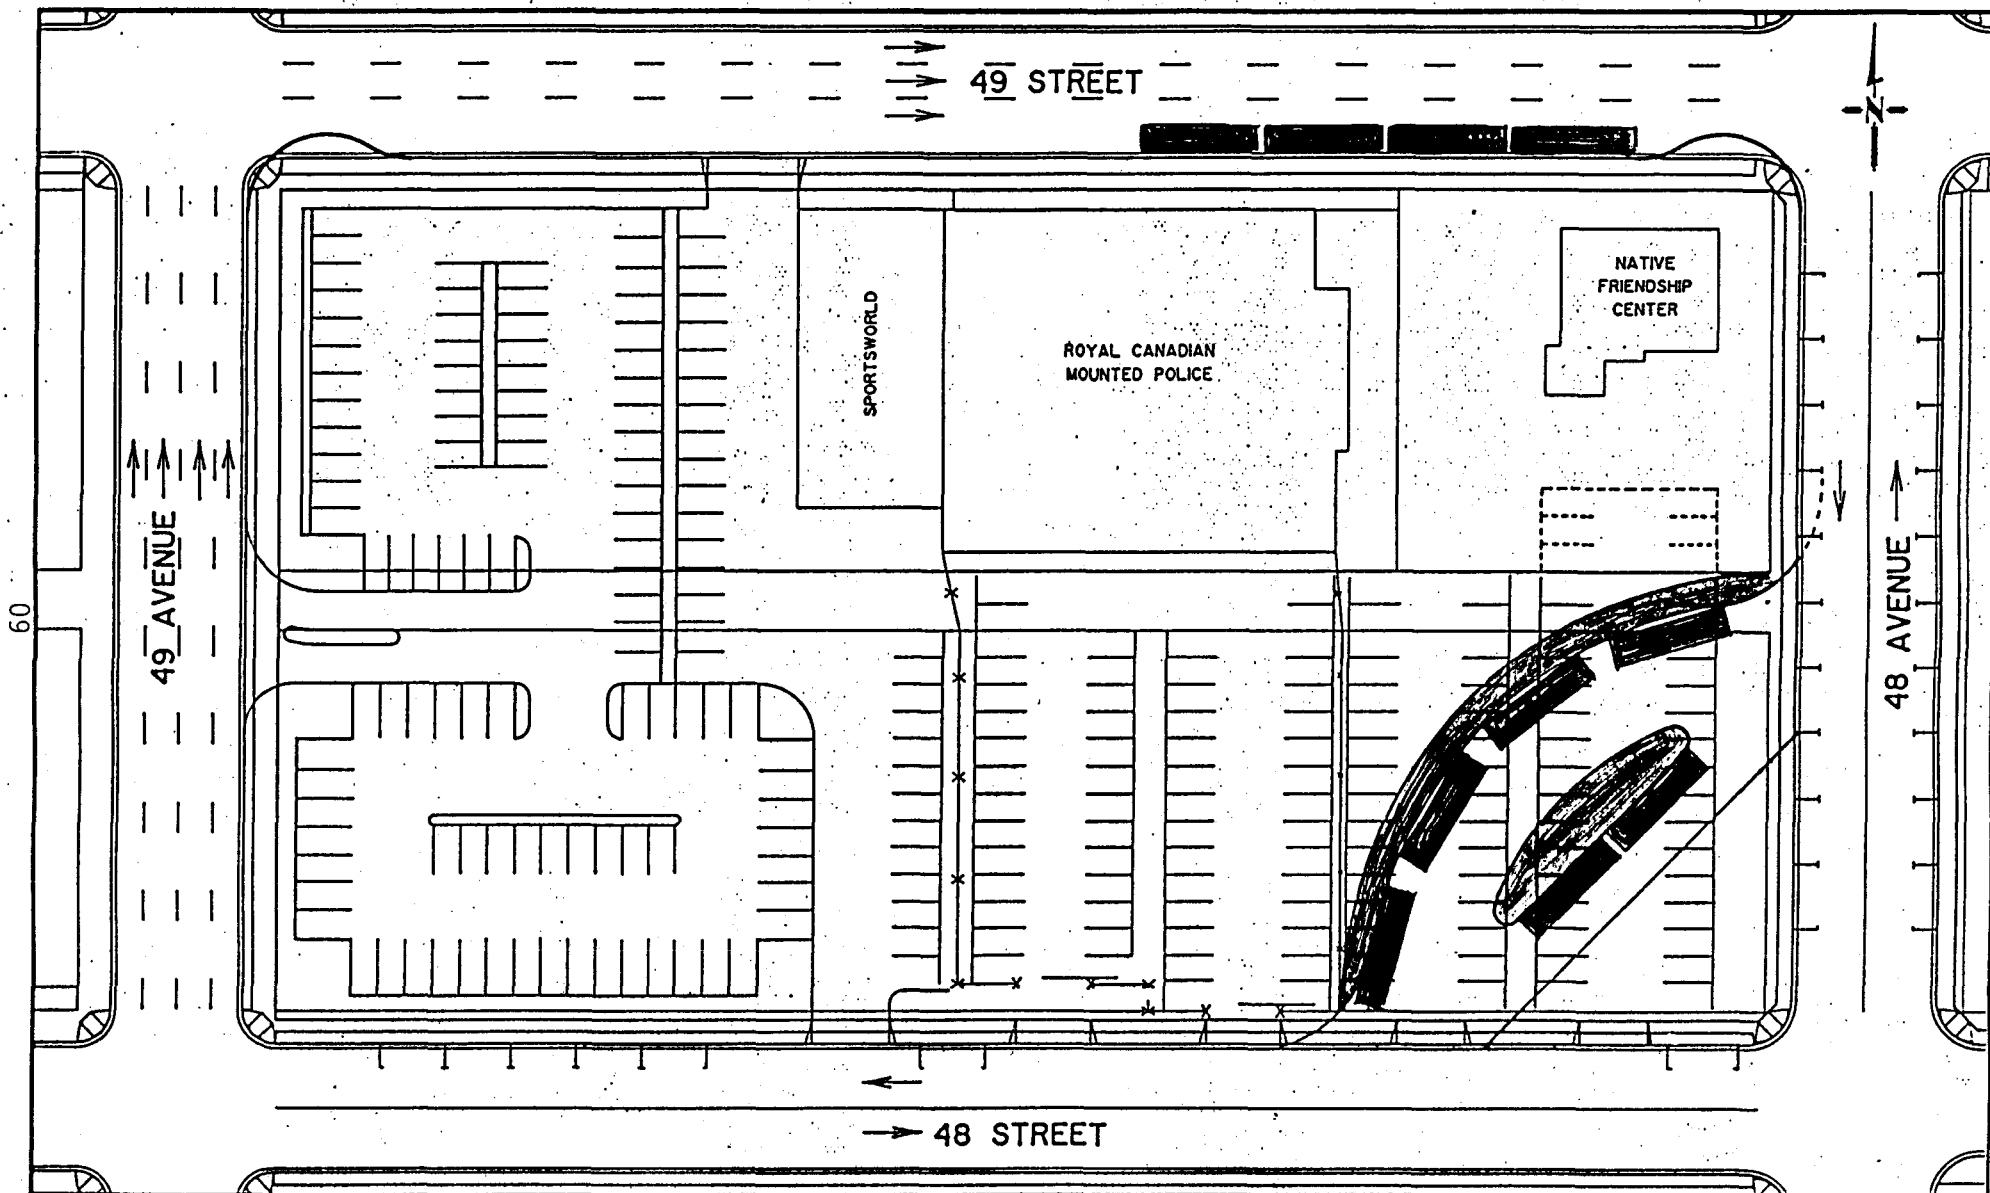 49 STREET
N
NATIVE
FRIENDSHIP
CENTER
SPORTSWORLD
ROYAL CANADIAN
MOUNTED POLICE
49 AVENUE
48 AVENUE
60
48 STREET